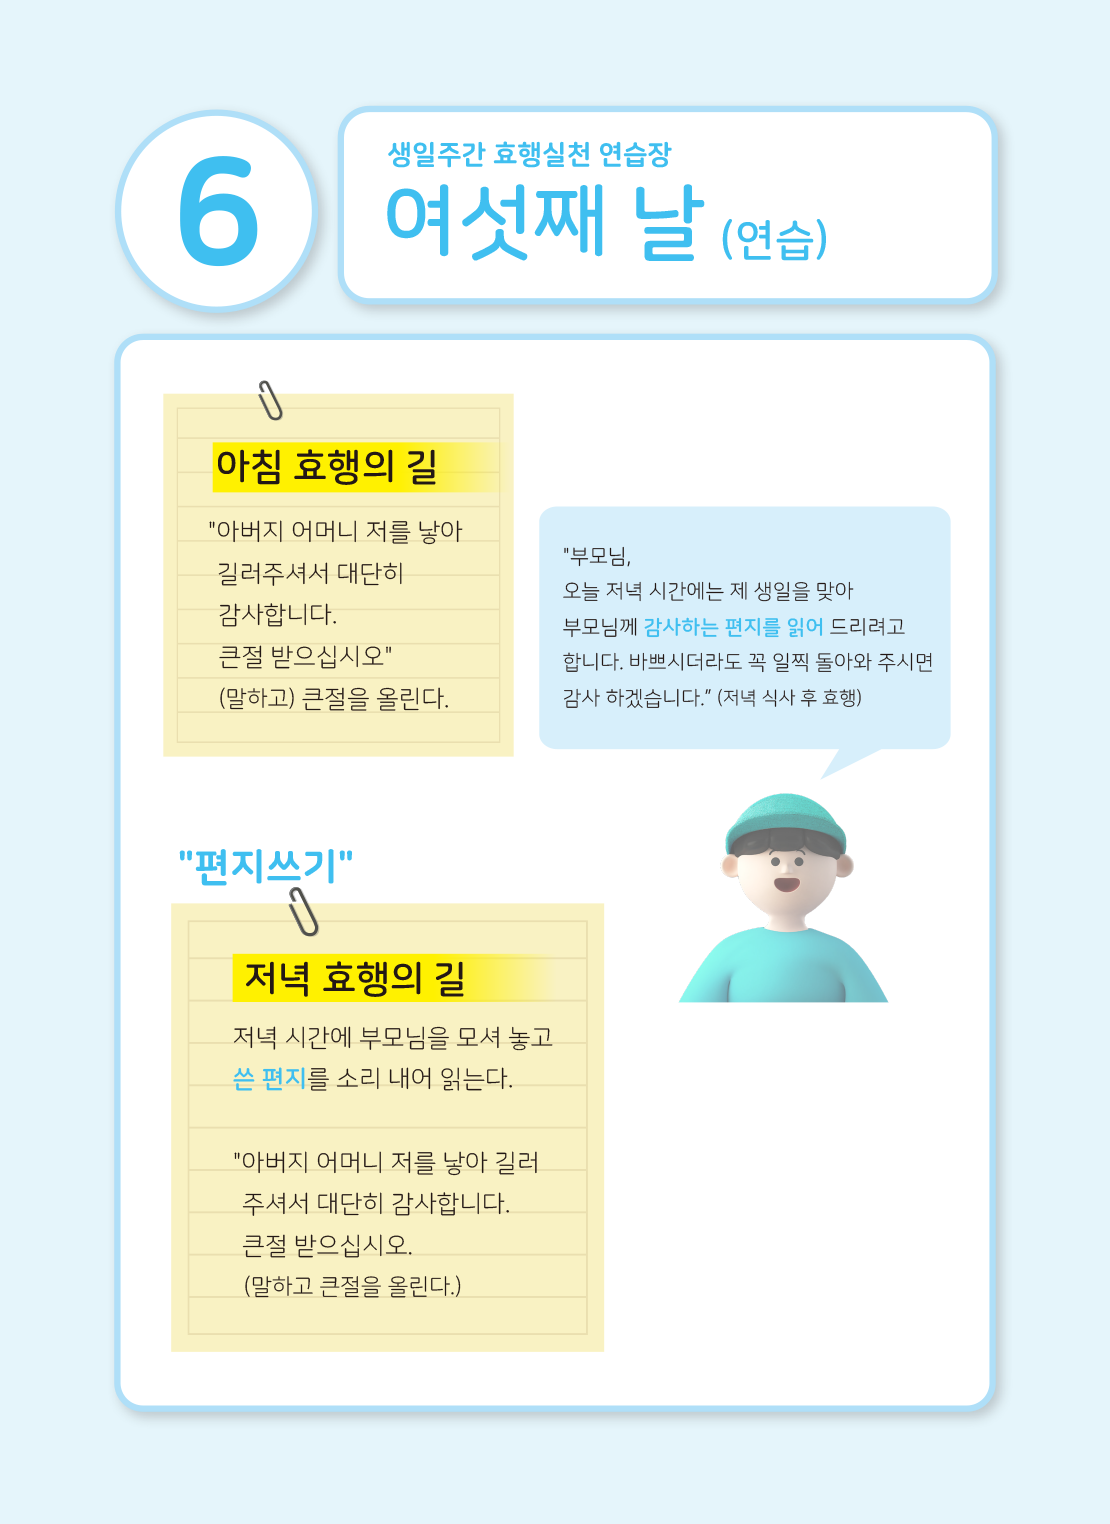 6
생일주간 효행실천 연습장
여섯째 날 (연습)
아침 효행의 길
"아버지 어머니 저를 낳아
길러주셔서 대단히
감사합니다.
큰절 받으십시오"
(말하고) 큰절을 올린다.
"부모님,
오늘 저녁 시간에는 제 생일을 맞아
부모님께 감사하는 편지를 읽어 드리려고
합니다. 바쁘시더라도 꼭 일찍 돌아와 주시면
감사 하겠습니다.” (저녁 식사 후 효행)
"편지쓰기"
저녁 효행의 길
저녁 시간에 부모님을 모셔 놓고
쓴 편지를 소리 내어 읽는다.
"아버지 어머니 저를 낳아 길러
주셔서 대단히 감사합니다.
큰절 받으십시오.
(말하고 큰절을 올린다.)